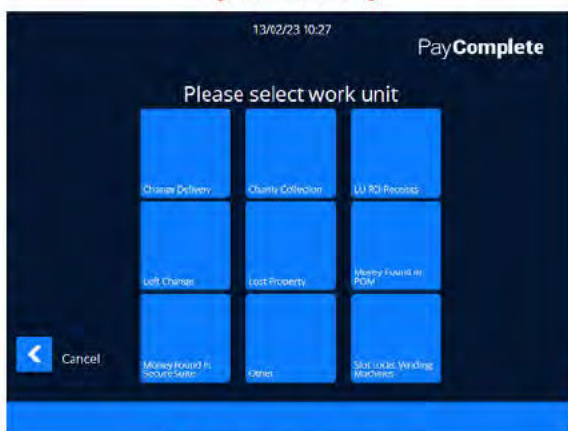 13/02/23 10:27
PayComplete
Please select work unit
Change Delivery
Charity Collection
LU ROI Receipts
Left Change
Lost Property
Money Found in
POM
Cancel
Money Found in
Secure Suite
Other
Slot Locks Vending
Machines